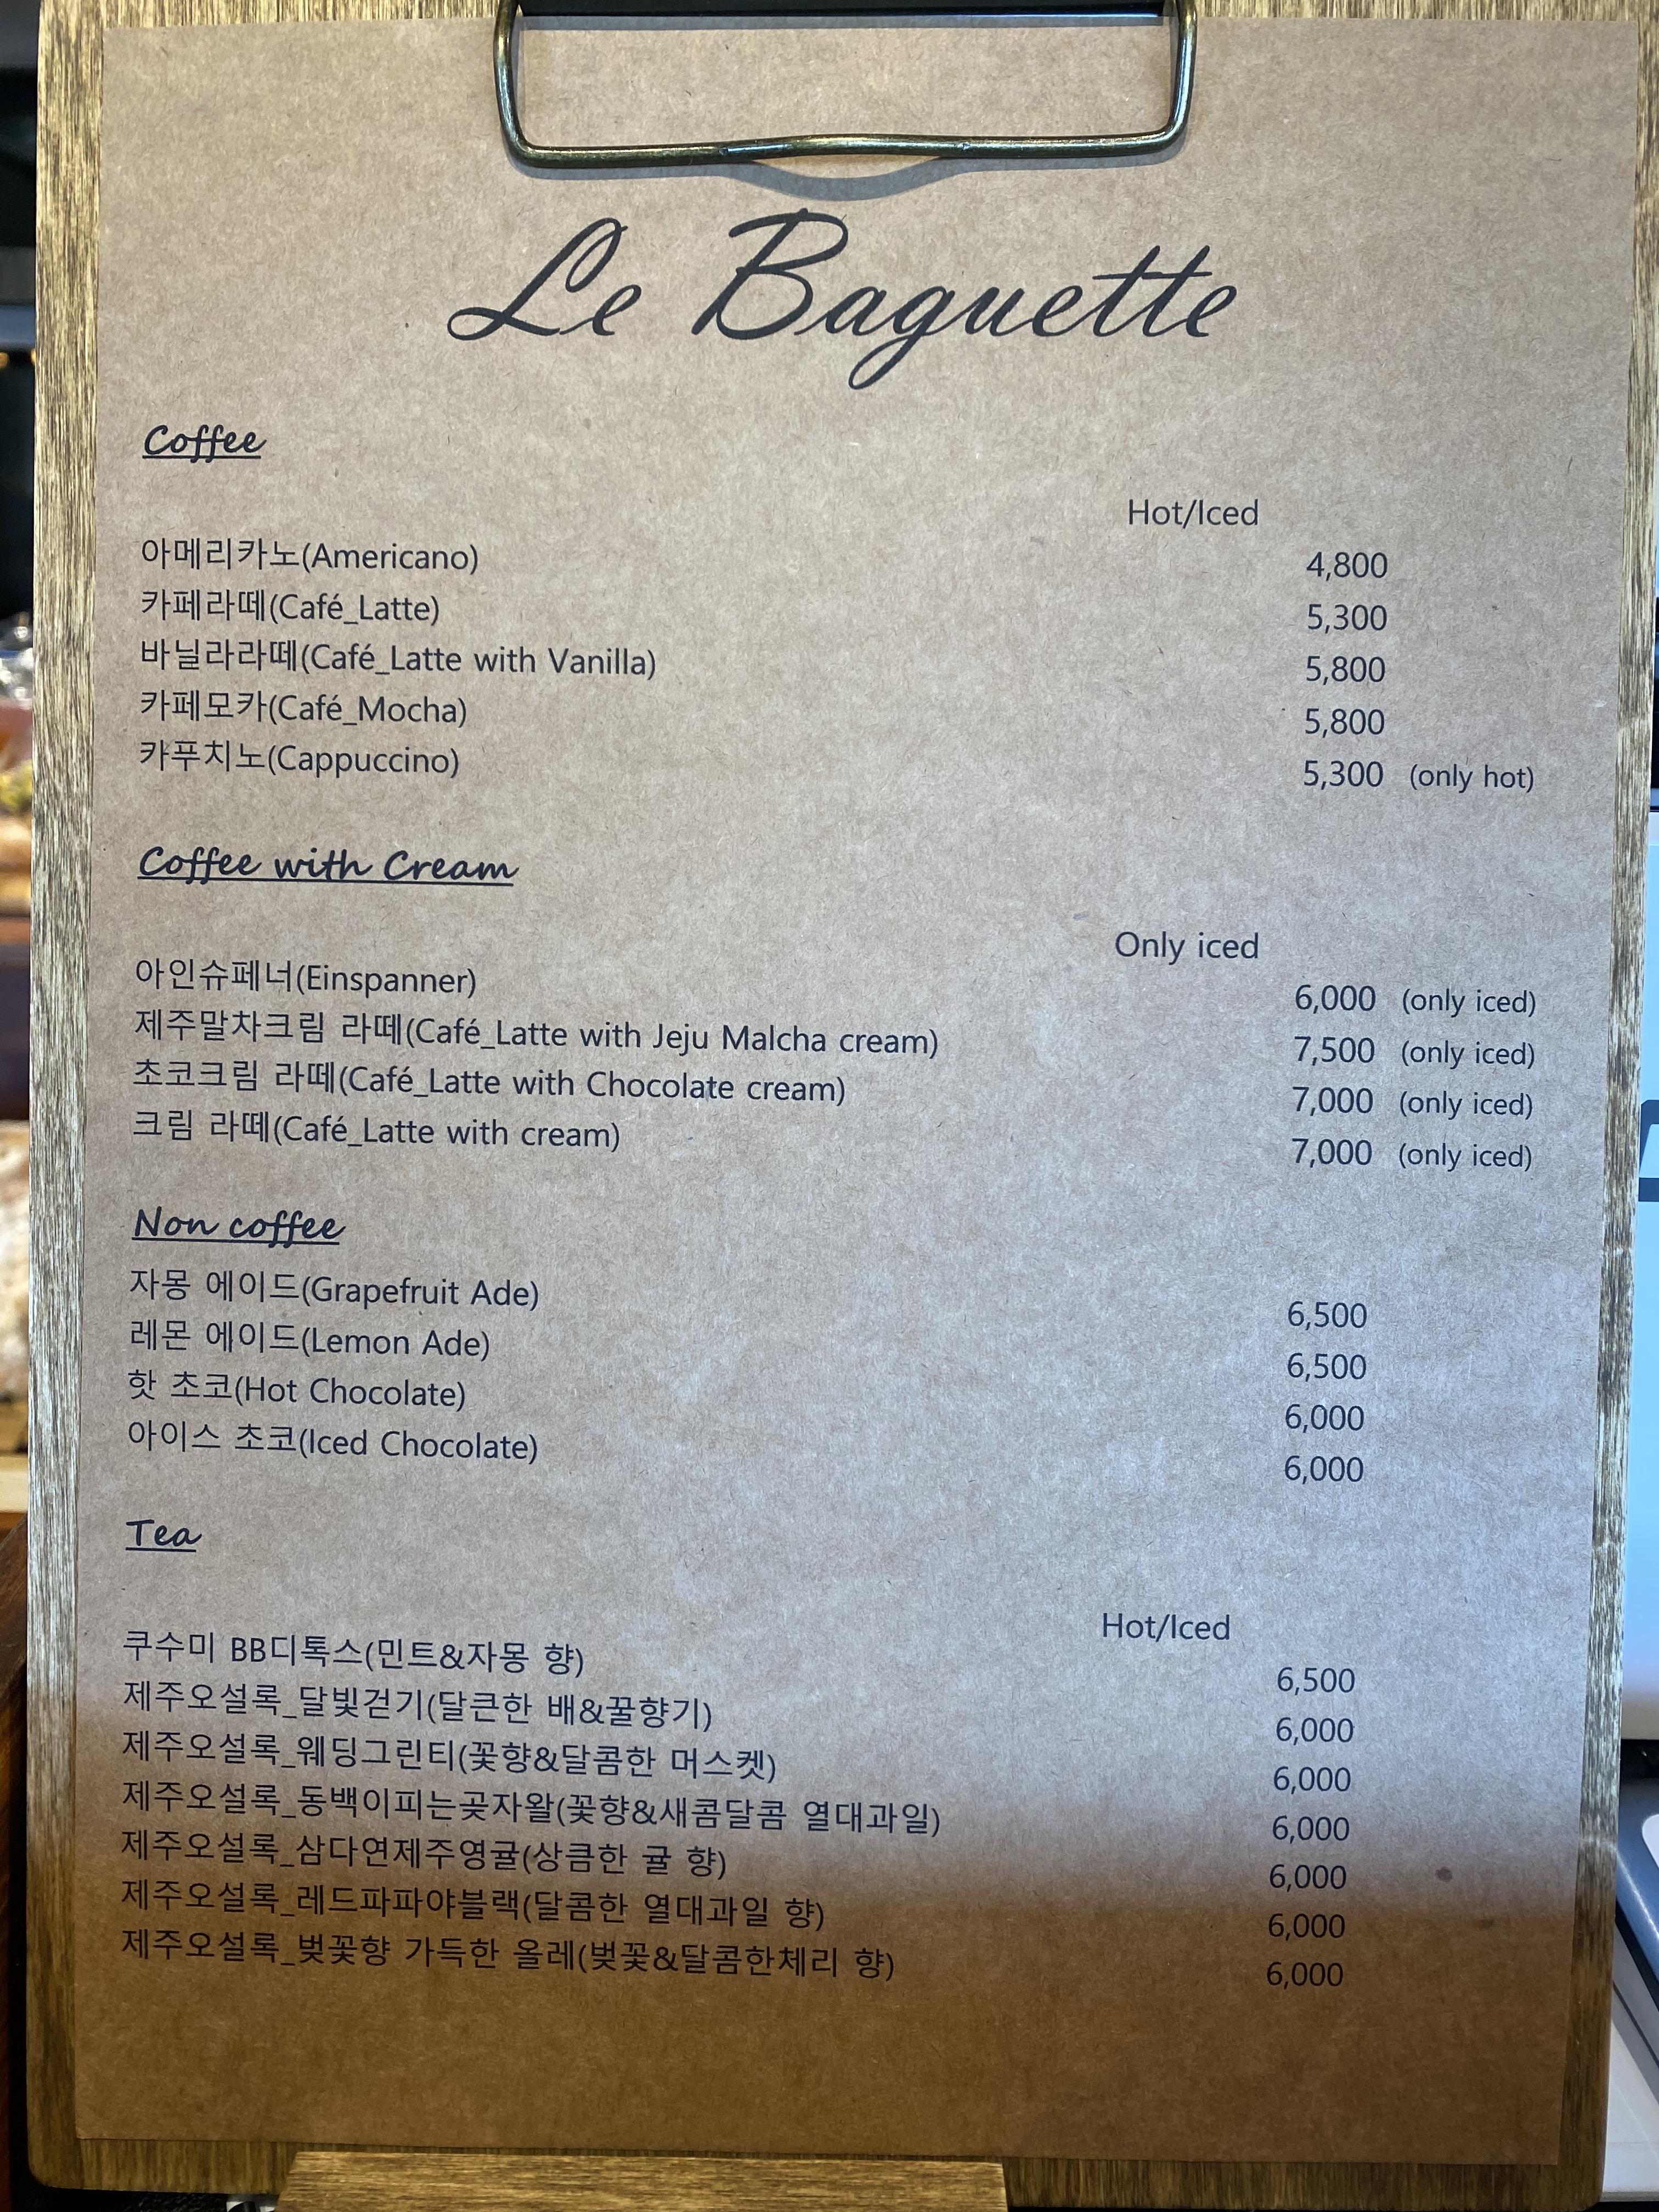 Le Baguette
Coffee
Hot/Iced
아메리카노(Americano) 4,800
카페라떼(Café_Latte) 5,300
바닐라라떼(Café_Latte with Vanilla) 5,800
카페모카(Café_Mocha) 5,800
캬푸치노(Cappuccino) 5,300 (only hot)
Coffee with Cream
Only iced
아인슈페너(Einspanner) 6,000 (only iced)
제주말차크림 라떼(Café_Latte with Jeju Malcha cream) 7,500 (only iced)
초코크림 라떼(Café_Latte with Chocolate cream) 7,000 (only iced)
크림 라떼(Café_Latte with cream) 7,000 (only iced)
Non coffee
자몽 에이드(Grapefruit Ade) 6,500
레몬 에이드(Lemon Ade) 6,500
핫 초코(Hot Chocolate) 6,000
아이스 초코(Iced Chocolate) 6,000
Tea
Hot/Iced
쿠수미 BB디톡스(민트&자몽 향) 6,500
제주오설록_달빛걷기(달큰한 배&꿀향기) 6,000
제주오설록_웨딩그린티(꽃향&달콤한 머스켓) 6,000
제주오설록_동백이피는곶자왈(꽃향&새콤달콤 열대과일) 6,000
제주오설록_삼다연제주영귤(상큼한 귤 향) 6,000
제주오설록_레드파파야블랙(달콤한 열대과일 향) 6,000
제주오설록_벚꽃향 가득한 올레(벚꽃&달콤한체리 향) 6,000